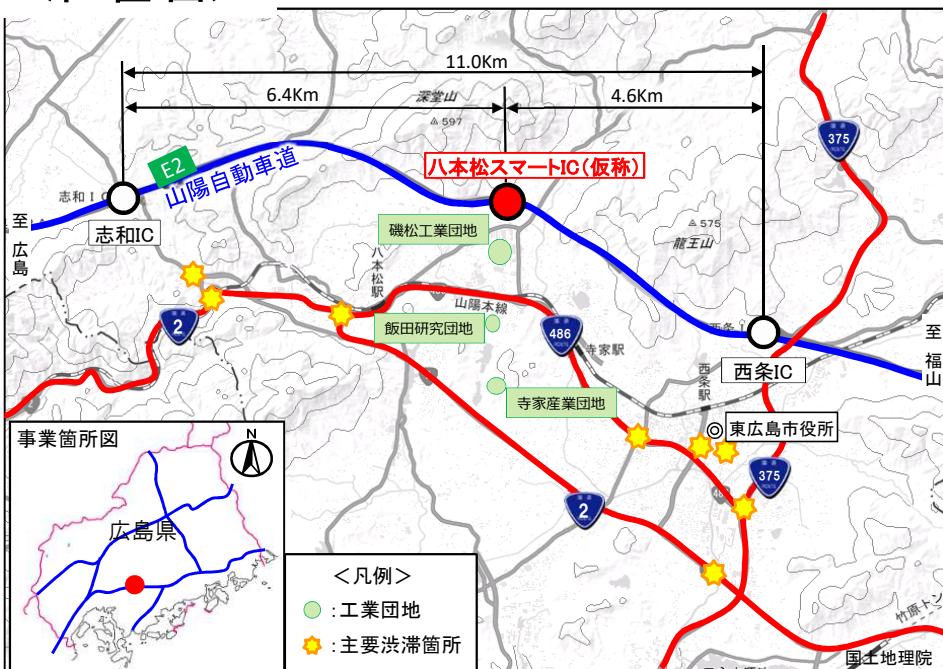 11.0Km
6.4Km
4.6Km
深堂山
△ 597
375
ROUTE
E2
山陽自動車道
八本松スマートIC(仮称)
志和IC
志和IC
至 広島
磯松工業団地
△ 575
龍王山
八本松駅
山陽本線
2
飯田研究団地
486
ROUTE
寺家駅
西条IC
至 福山
西条駅
寺家産業団地
◎東広島市役所
375
ROUTE
2
事業箇所図
N
広島県
<凡例>
:工業団地
:主要渋滞箇所
国土地理院